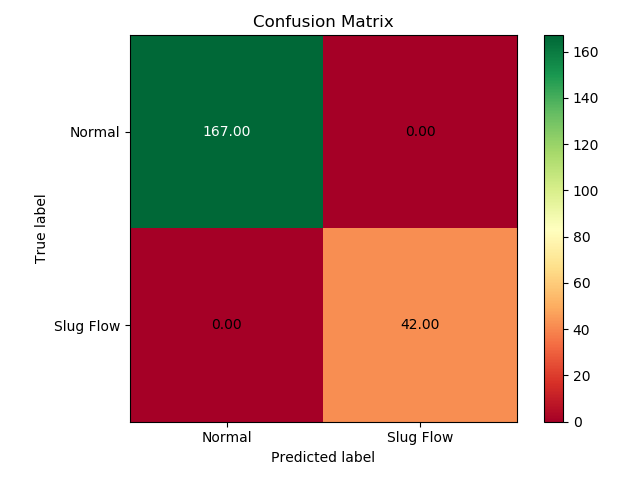 Confusion Matrix
Normal
167.00
0.00
Slug Flow
0.00
42.00
Normal
Slug Flow
True label
Predicted label
160
140
120
100
80
60
40
20
0